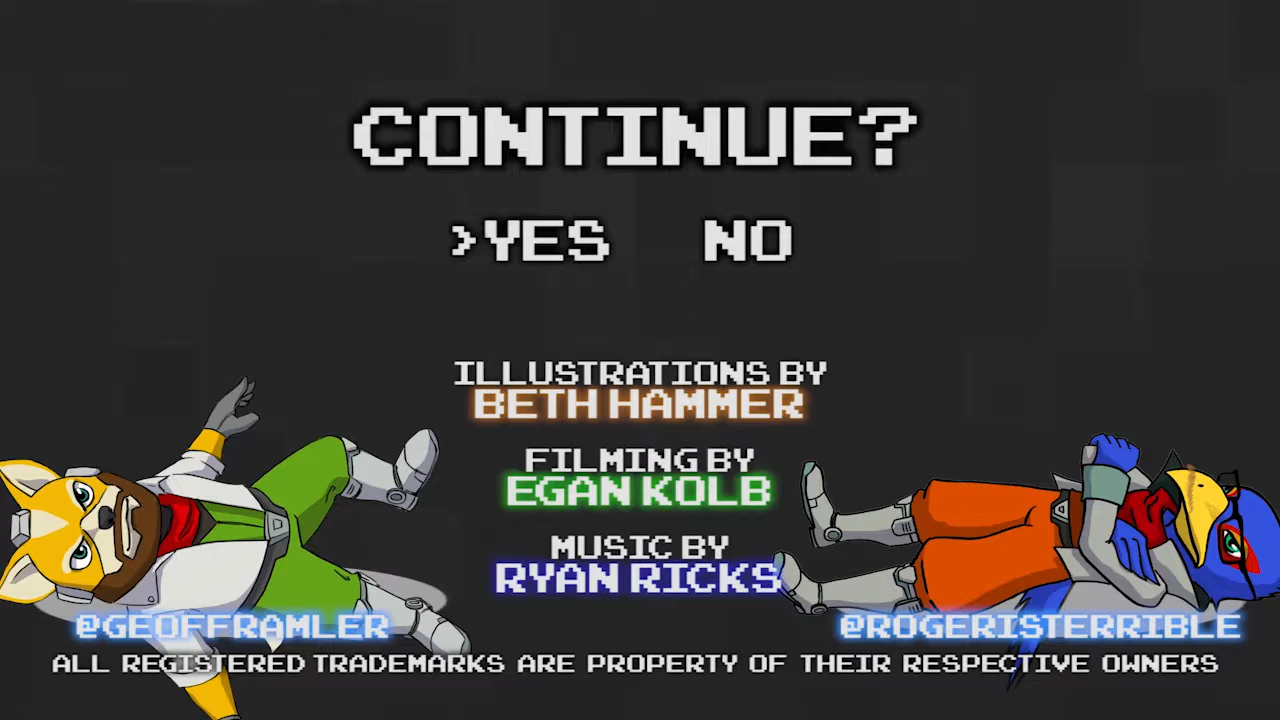 CONTINUE?
>YES NO
ILLUSTRATIONS BY
BETH HAMMER
FILMING BY
EGAN KOLB
MUSIC BY
RYAN RICKS
@GEOFFRAMLER @ROGERISTERRIBLE
ALL REGISTERED TRADEMARKS ARE PROPERTY OF THEIR RESPECTIVE OWNERS